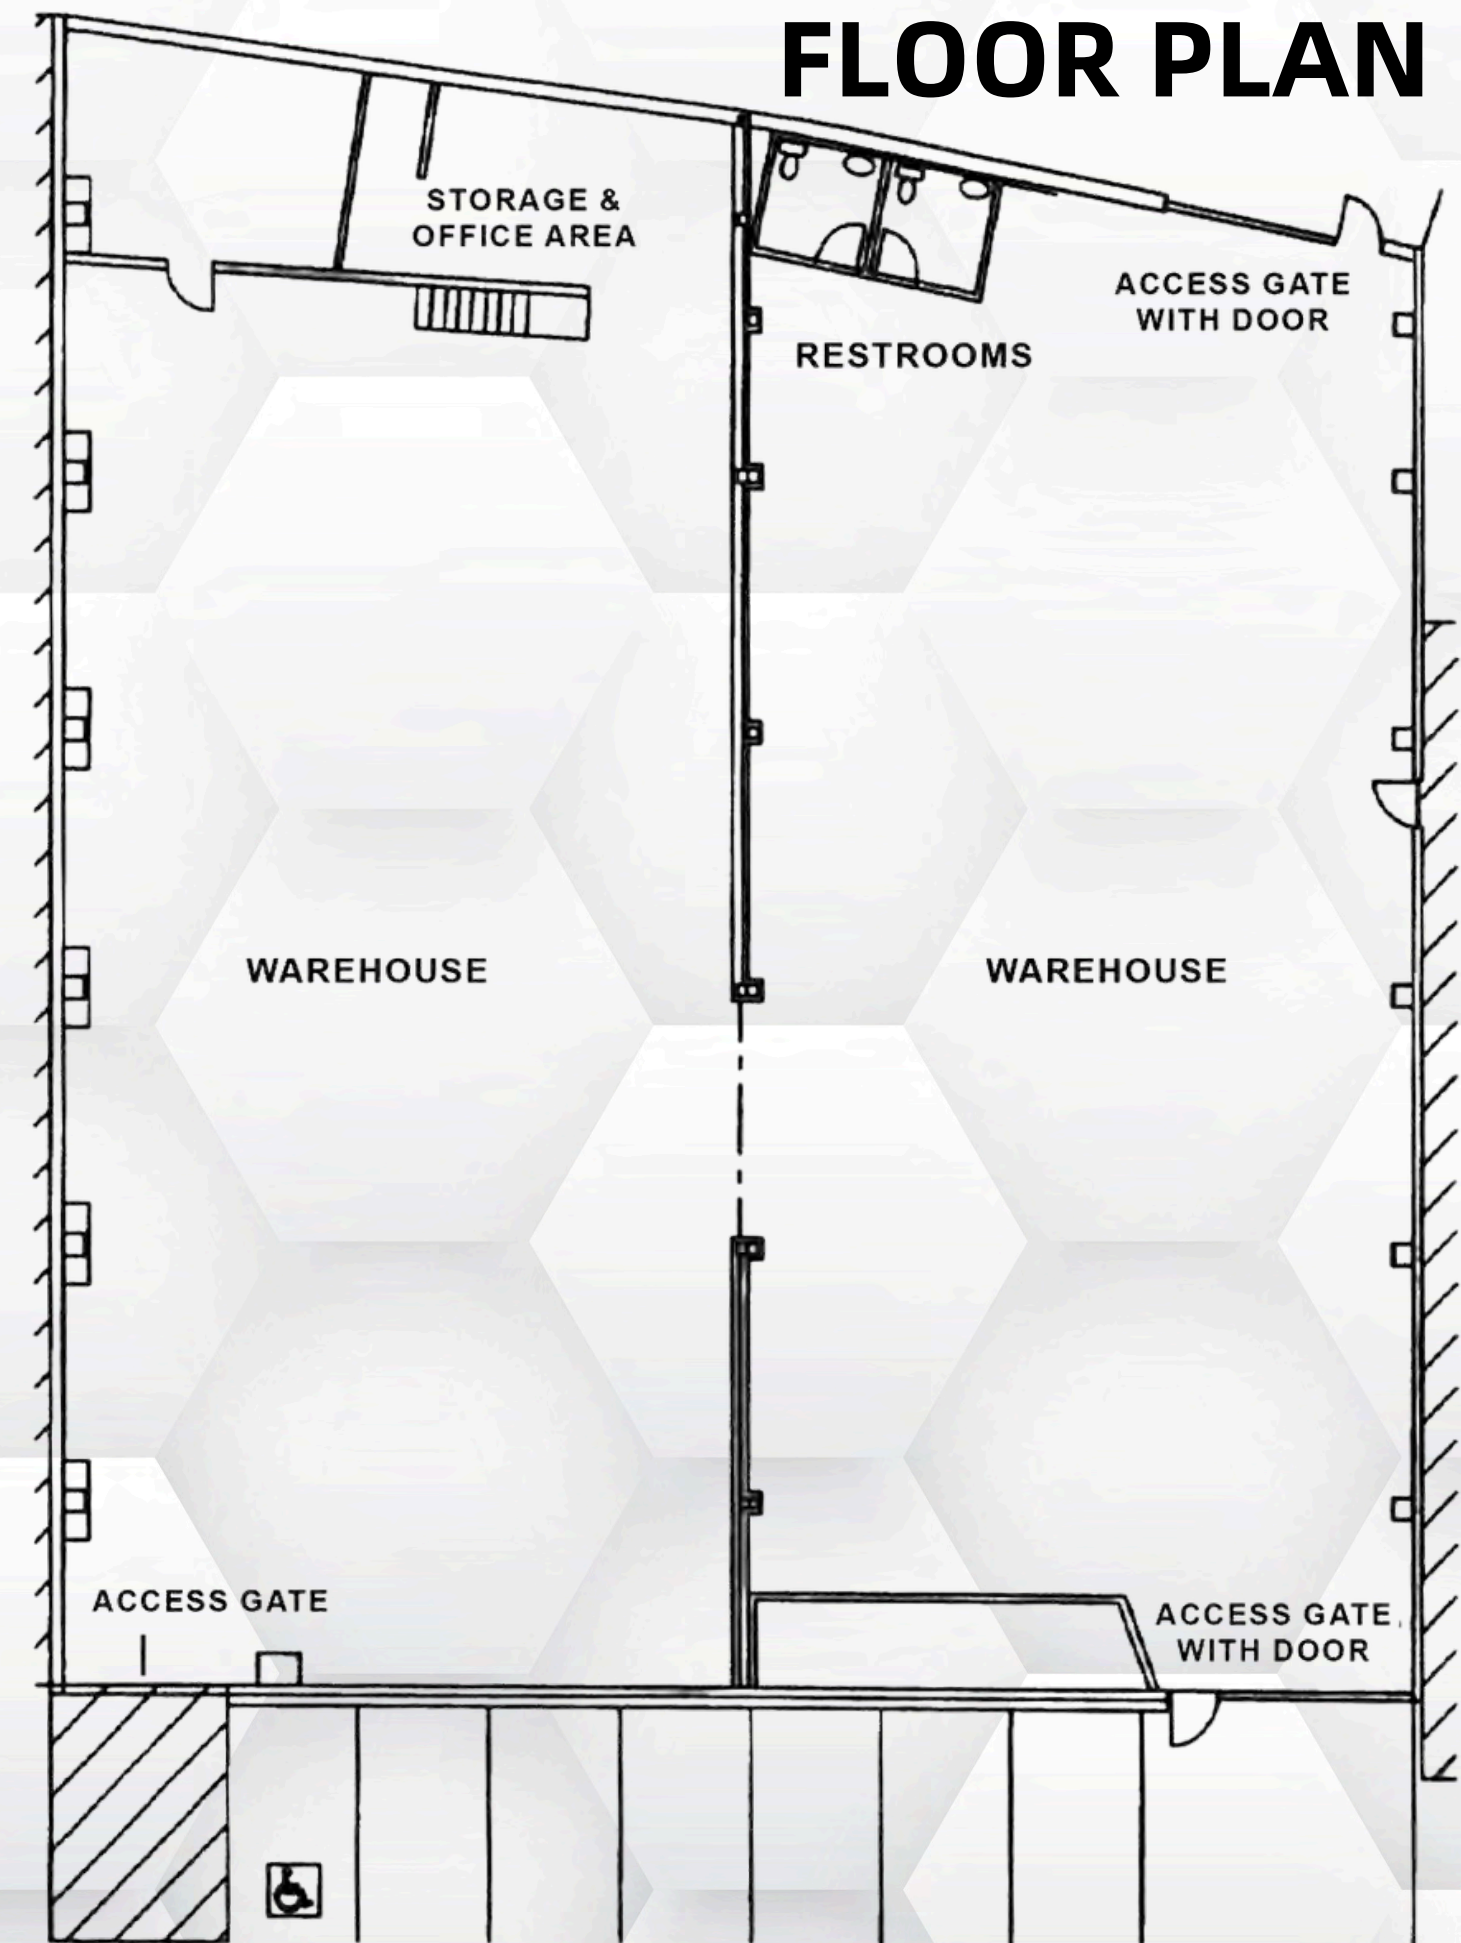 FLOOR PLAN
STORAGE &
OFFICE AREA
ACCESS GATE
WITH DOOR
RESTROOMS
WAREHOUSE
WAREHOUSE
ACCESS GATE
ACCESS GATE
WITH DOOR